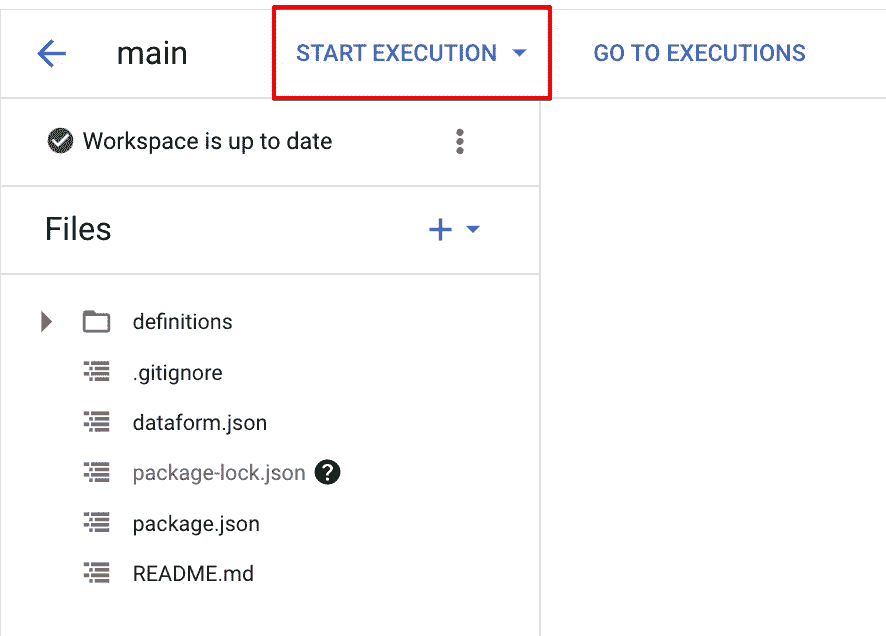 main START EXECUTION GO TO EXECUTIONS
Workspace is up to date
Files
definitions
.gitignore
dataform.json
package-lock.json ?
package.json
README.md